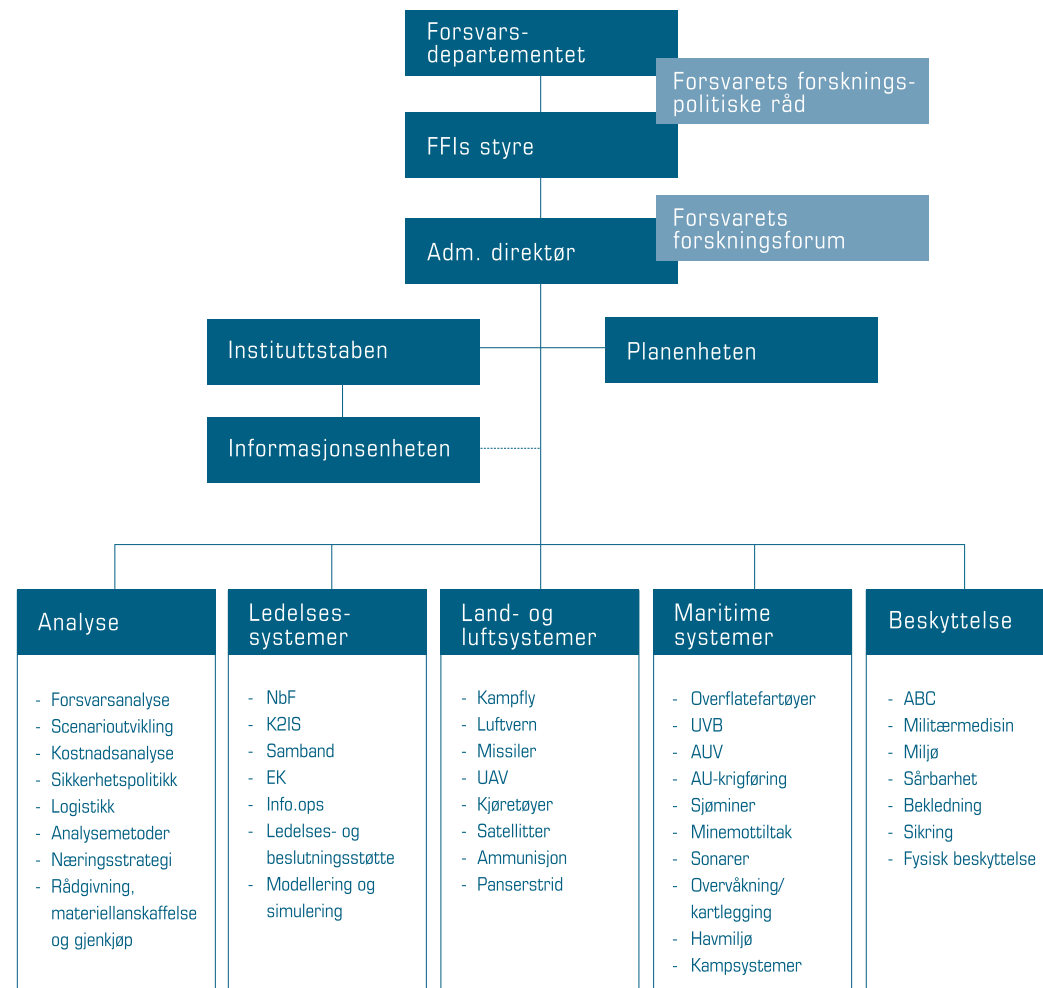 Forsvars-
departementet
Forsvarets forsknings-
politiske råd
FFIs styre
Forsvarets
forskningsforum
Adm. direktør
Instituttstaben
Planenheten
Informasjonsenheten
Analyse
- Forsvarsanalyse
- Scenarioutvikling
- Kostnadsanalyse
- Sikkerhetspolitikk
- Logistikk
- Analysemetoder
- Næringsstrategi
- Rådgivning,
materiellanskaffelse
og gjenkjøp
Ledelses-
systemer
- NbF
- K2IS
- Samband
- EK
- Info.ops
- Ledelses- og
beslutningsstøtte
- Modellering og
simulering
Land- og
luftsystemer
- Kampfly
- Luftvern
- Missiler
- UAV
- Kjøretøyer
- Satellitter
- Ammunisjon
- Panserstrid
Maritime
systemer
- Overflatefartøyer
- UVB
- AUV
- AU-krigføring
- Sjøminer
- Minemottiltak
- Sonarer
- Overvåkning/
kartlegging
- Havmiljø
- Kampsystemer
Beskyttelse
- ABC
- Militærmedisin
- Miljø
- Sårbarhet
- Bekledning
- Sikring
- Fysisk beskyttelse